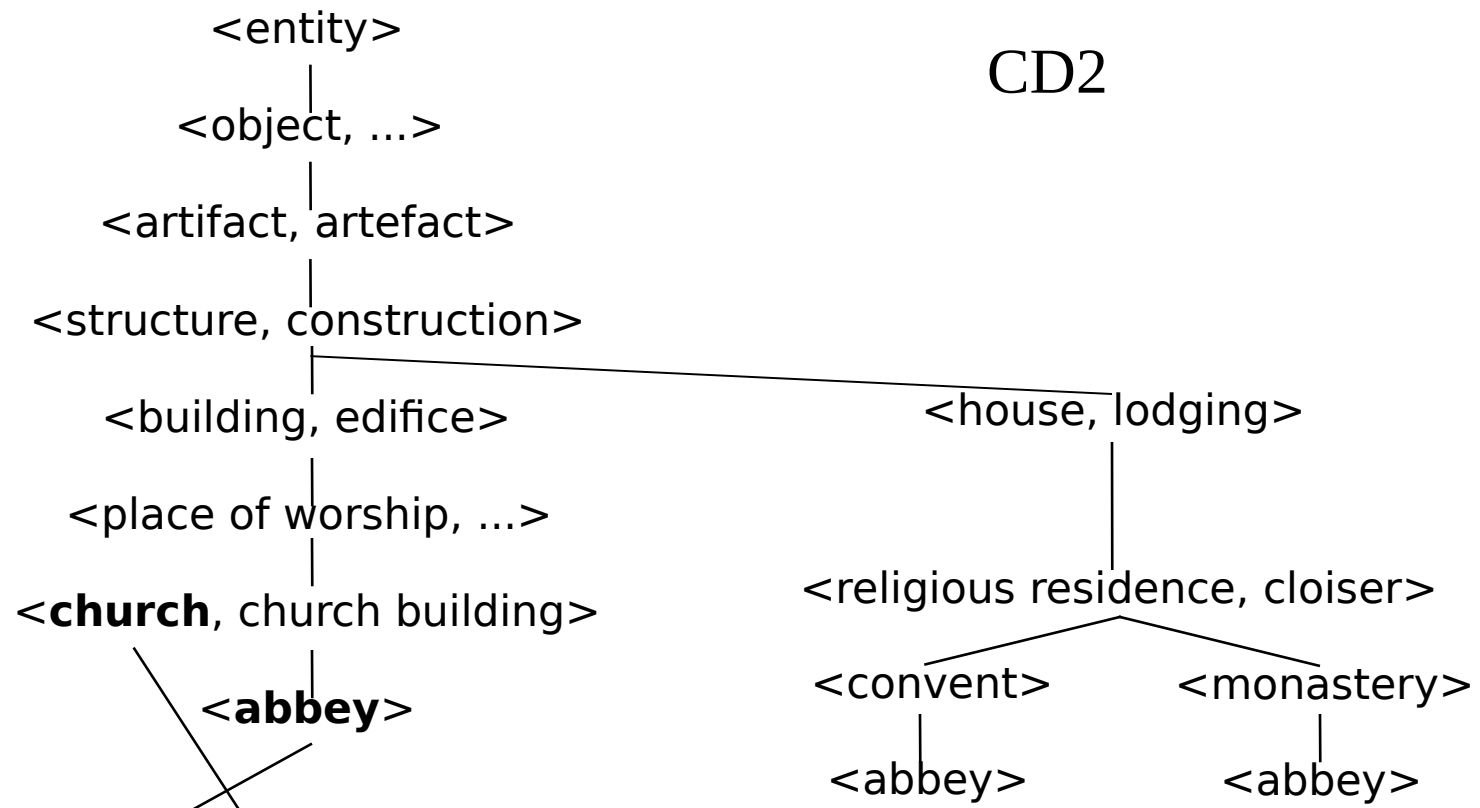 <entity>
CD2
<object, ...>
<artifact, artefact>
<structure, construction>
<building, edifice>
<house, lodging>
<place of worship, ...>
<religious residence, cloiser>
<church, church building>
<convent>
<monastery>
<abbey>
<abbey>
<abbey>